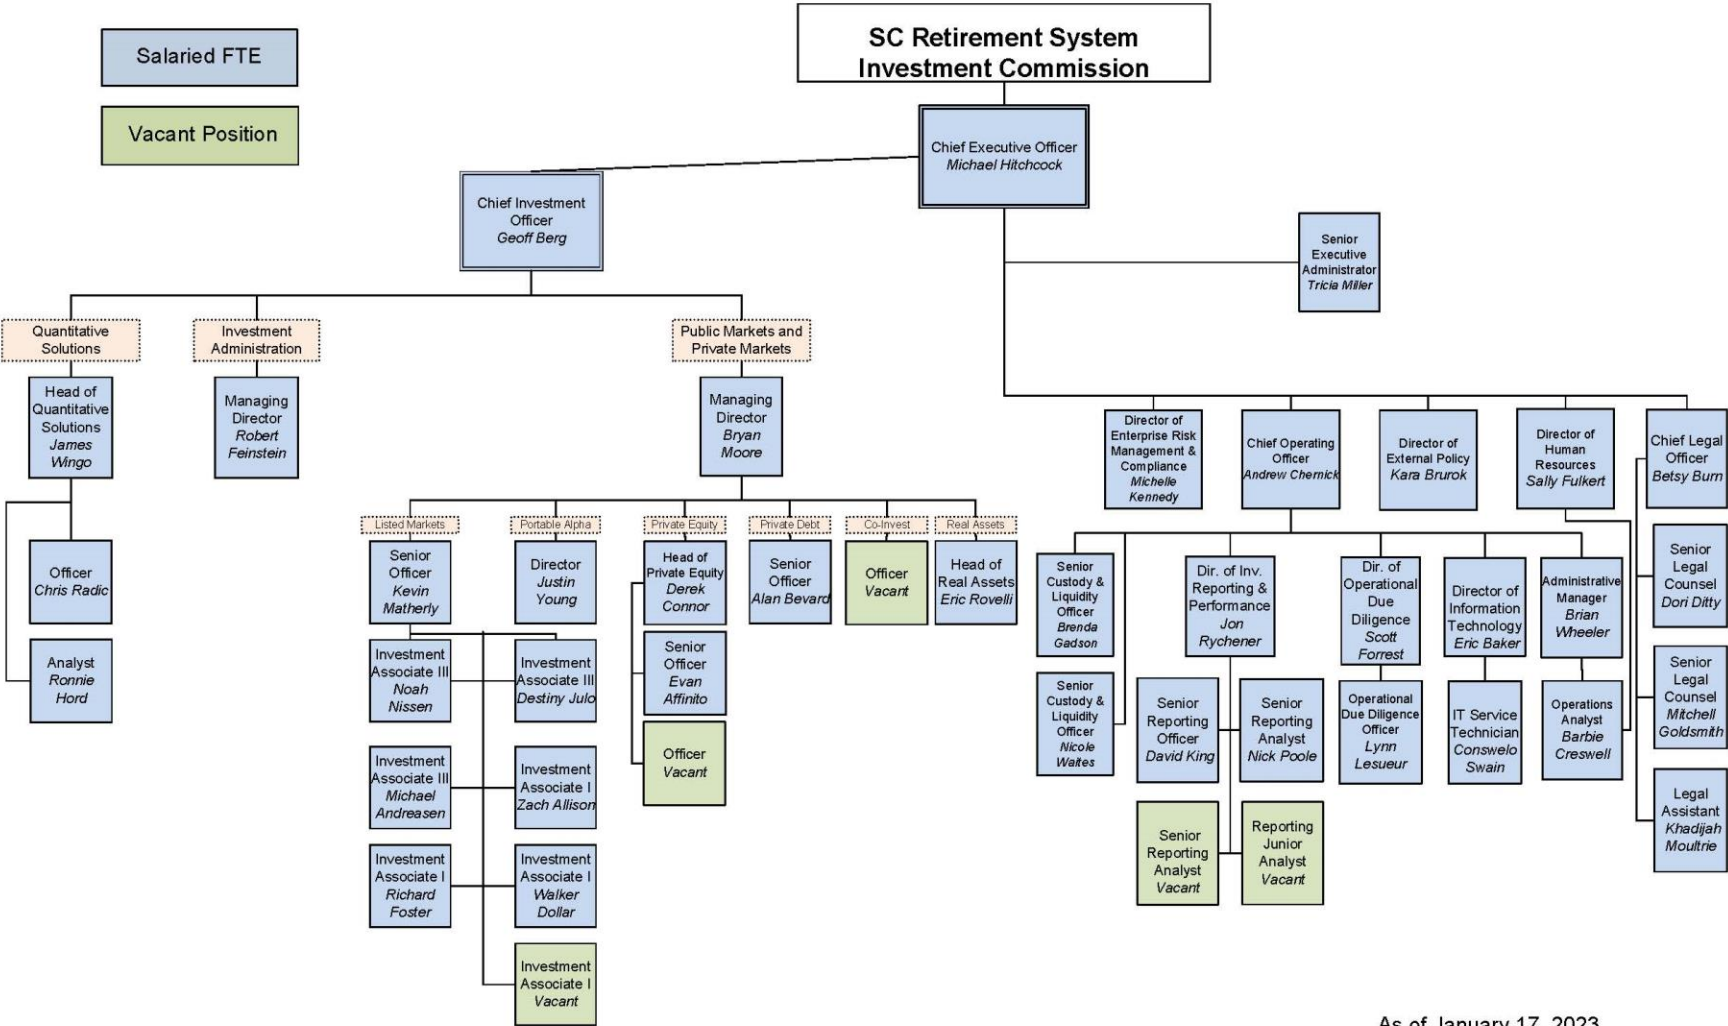 SC Retirement System
Investment Commission
Salaried FTE
Vacant Position
Chief Executive Officer
Michael Hitchcock
Chief Investment
Officer
Geoff Berg
Senior
Executive
Administrator
Tricia Miller
Quantitative
Solutions
Investment
Administration
Public Markets and
Private Markets
Head of
Quantitative
Solutions
James
Wingo
Managing
Director
Robert
Feinstein
Managing
Director
Bryan
Moore
Director of
Enterprise Risk
Management &
Compliance
Michelle
Kennedy
Chief Operating
Officer
Andrew Chernick
Director of
External Policy
Kara Brurok
Director of
Human
Resources
Sally Fulkert
Chief Legal
Officer
Betsy Burn
Listed Markets
Portable Alpha
Private Equity
Private Debt
Co-Invest
Real Assets
Officer
Chris Radic
Senior
Officer
Kevin
Matherly
Director
Justin
Young
Head of
Private Equity
Derek
Connor
Senior
Officer
Alan Bevard
Officer
Vacant
Head of
Real Assets
Eric Rovelli
Senior
Custody &
Liquidity
Officer
Brenda
Gadson
Dir. of Inv.
Reporting &
Performance
Jon
Rychener
Dir. of
Operational
Due
Diligence
Scott
Forrest
Director of
Information
Technology
Eric Baker
Administrative
Manager
Brian
Wheeler
Senior
Legal
Counsel
Dori Ditty
Analyst
Ronnie
Hord
Investment
Associate III
Noah
Nissen
Investment
Associate III
Destiny Julo
Senior
Officer
Evan
Affinito
Senior
Custody &
Liquidity
Officer
Nicole
Waites
Senior
Reporting
Officer
David King
Senior
Reporting
Analyst
Nick Poole
Operational
Due Diligence
Officer
Lynn
Lesueur
IT Service
Technician
Conswelo
Swain
Operations
Analyst
Barbie
Creswell
Senior
Legal
Counsel
Mitchell
Goldsmith
Investment
Associate III
Michael
Andreasen
Investment
Associate I
Zach Allison
Officer
Vacant
Senior
Reporting
Analyst
Vacant
Reporting
Junior
Analyst
Vacant
Legal
Assistant
Khadijah
Moultrie
Investment
Associate I
Richard
Foster
Investment
Associate I
Walker
Dollar
Investment
Associate I
Vacant
As of January 17, 2023